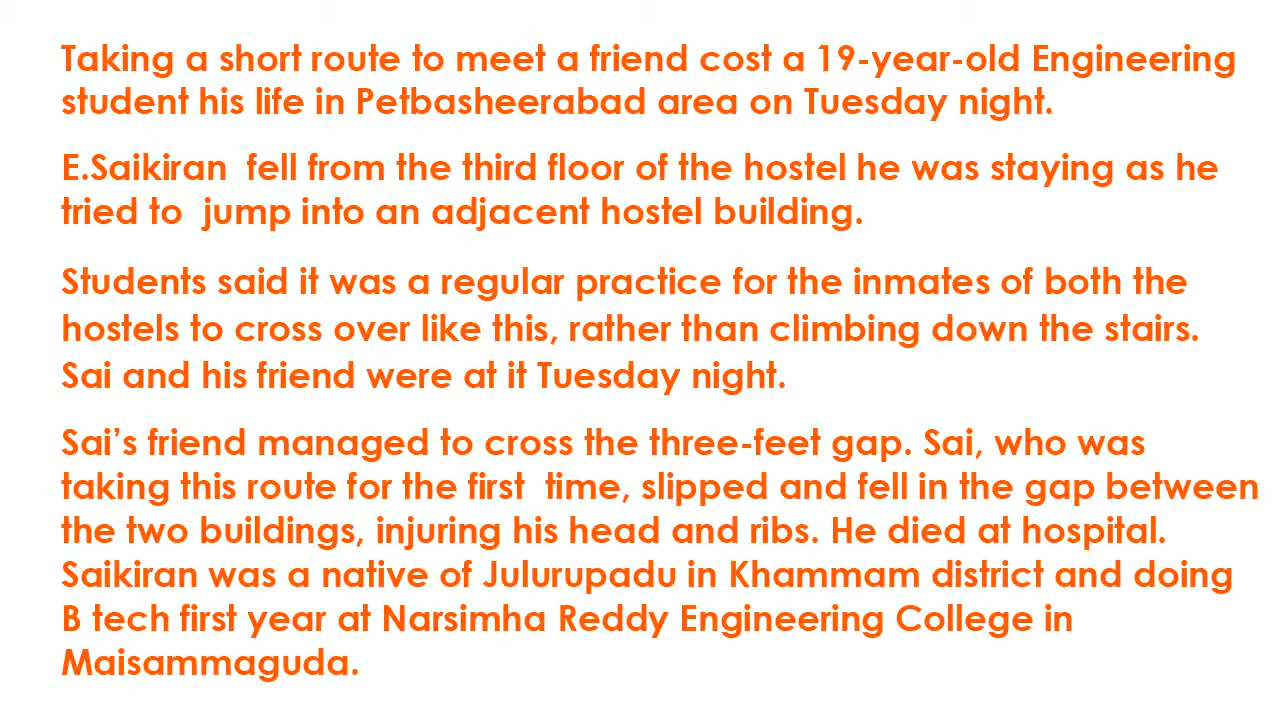 Taking a short route to meet a friend cost a 19-year-old Engineering
student his life in Petbasheerabad area on Tuesday night.
E.Saikiran  fell from the third floor of the hostel he was staying as he
tried to  jump into an adjacent hostel building.
Students said it was a regular practice for the inmates of both the
hostels to cross over like this, rather than climbing down the stairs.
Sai and his friend were at it Tuesday night.
Sai’s friend managed to cross the three-feet gap. Sai, who was
taking this route for the first  time, slipped and fell in the gap between
the two buildings, injuring his head and ribs. He died at hospital.
Saikiran was a native of Julurupadu in Khammam district and doing
B tech first year at Narsimha Reddy Engineering College in
Maisammaguda.